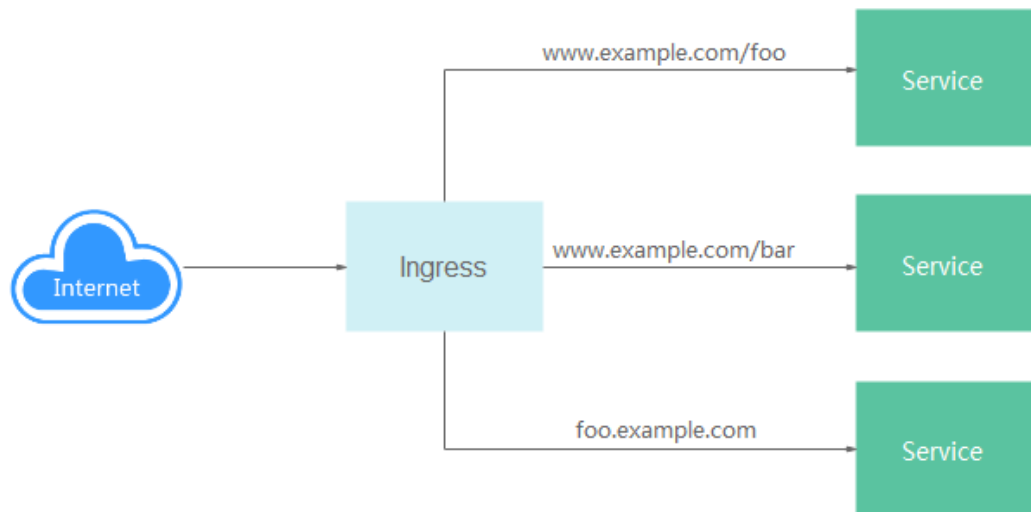 www.example.com/foo
Service
Internet
Ingress
www.example.com/bar
Service
foo.example.com
Service